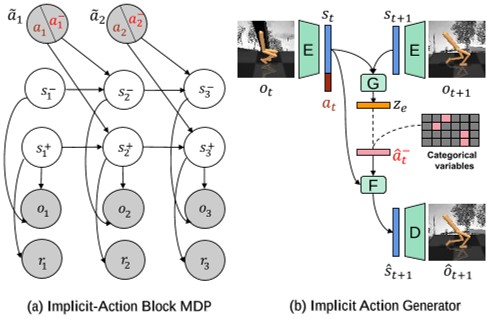 ã₁ a₁ a₁⁻ ã₂ a₂ a₂⁻
s₁⁻ s₂⁻ s₃⁻
s₁⁺ s₂⁺ s₃⁺
o₁ o₂ o₃
r₁ r₂ r₃
(a) Implicit-Action Block MDP
sₜ sₜ₊₁
E E
oₜ aₜ G oₜ₊₁
zₑ
âₜ⁻
Categorical
variables
F
D
ŝₜ₊₁ ôₜ₊₁
(b) Implicit Action Generator